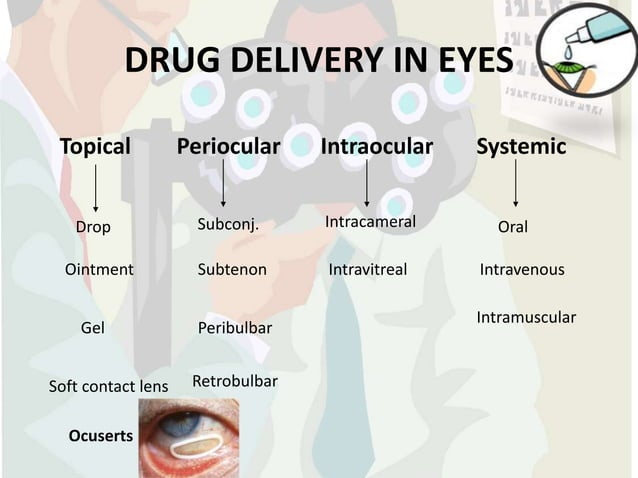 DRUG DELIVERY IN EYES
Topical Periocular Intraocular Systemic
Drop Subconj. Intracameral Oral
Ointment Subtenon Intravitreal Intravenous
Gel Peribulbar Intramuscular
Soft contact lens Retrobulbar
Ocuserts